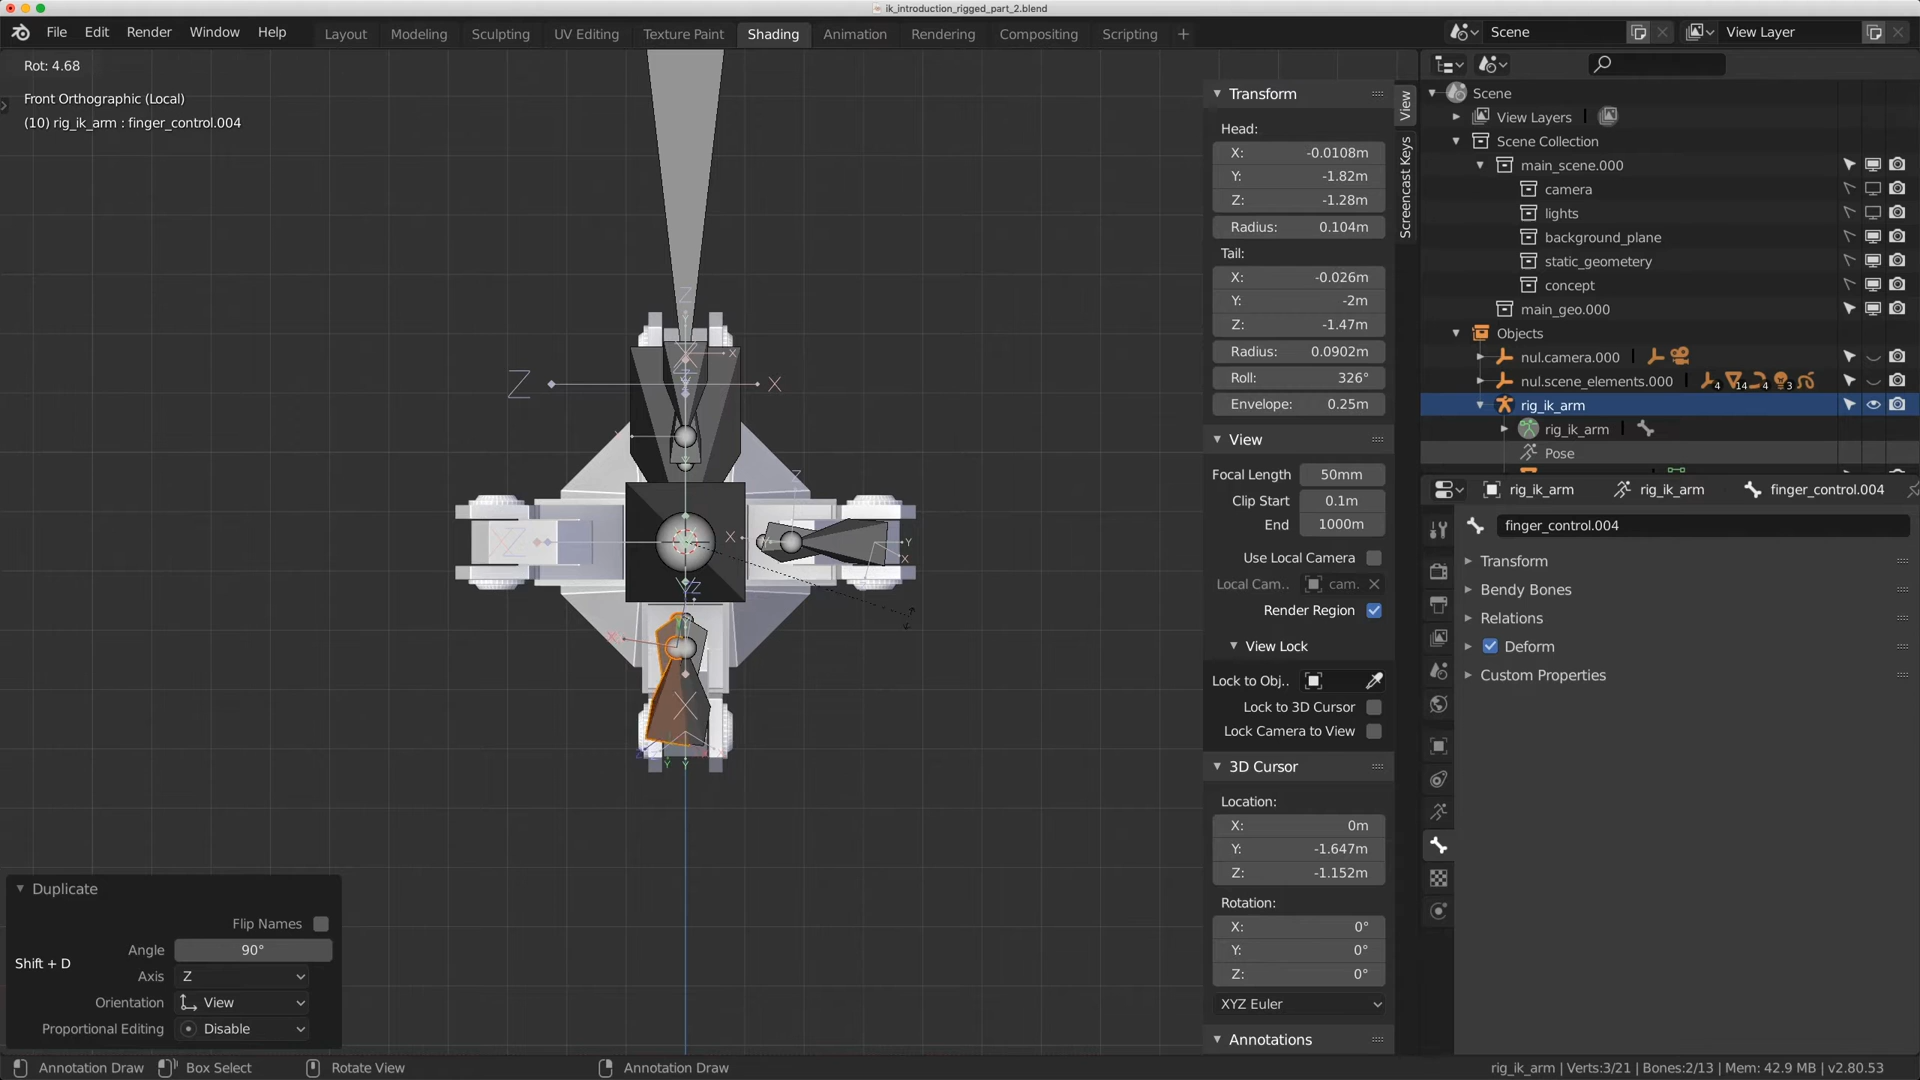 ik_introduction_rigged_part_2.blend
File Edit Render Window Help Layout Modeling Sculpting UV Editing Texture Paint Shading Animation Rendering Compositing Scripting Scene View Layer
Rot: 4.68
Front Orthographic (Local)
(10) rig_ik_arm : finger_control.004
Transform
Head:
X: -0.0108m
Y: -1.82m
Z: -1.28m
Radius: 0.104m
Tail:
X: -0.026m
Y: -2m
Z: -1.47m
Radius: 0.0902m
Roll: 326°
Envelope: 0.25m
View
Focal Length 50mm
Clip Start 0.1m
End 1000m
Use Local Camera
Local Cam.. cam.
Render Region
View Lock
Lock to Obj..
Lock to 3D Cursor
Lock Camera to View
3D Cursor
Location:
X: 0m
Y: -1.647m
Z: -1.152m
Rotation:
X: 0°
Y: 0°
Z: 0°
XYZ Euler
Annotations
View
Screencast Keys
Scene
View Layers
Scene Collection
main_scene.000
camera
lights
background_plane
static_geometery
concept
main_geo.000
Objects
nul.camera.000
nul.scene_elements.000 4 14 4 3
rig_ik_arm
rig_ik_arm
Pose
rig_ik_arm rig_ik_arm finger_control.004
finger_control.004
Transform
Bendy Bones
Relations
Deform
Custom Properties
Duplicate
Flip Names
Angle 90°
Shift + D
Axis Z
Orientation View
Proportional Editing Disable
Annotation Draw Box Select Rotate View Annotation Draw rig_ik_arm | Verts:3/21 | Bones:2/13 | Mem: 42.9 MB | v2.80.53